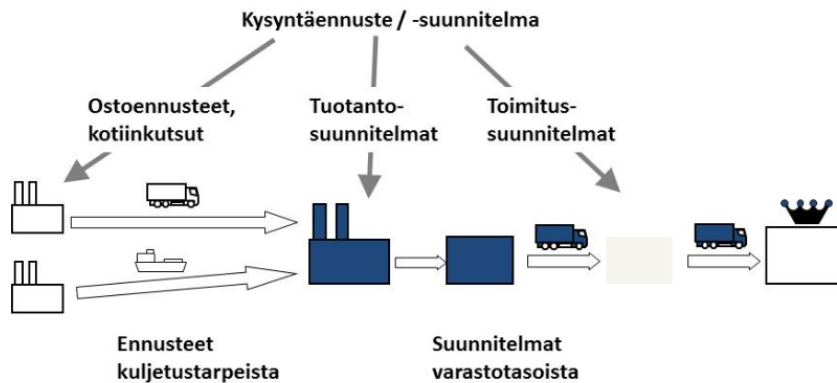 Kysyntäennuste / -suunnitelma
Ostoennusteet,
kotiinkutsut
Tuotanto-
suunnitelmat
Toimitus-
suunnitelmat
Ennusteet
kuljetustarpeista
Suunnitelmat
varastotasoista